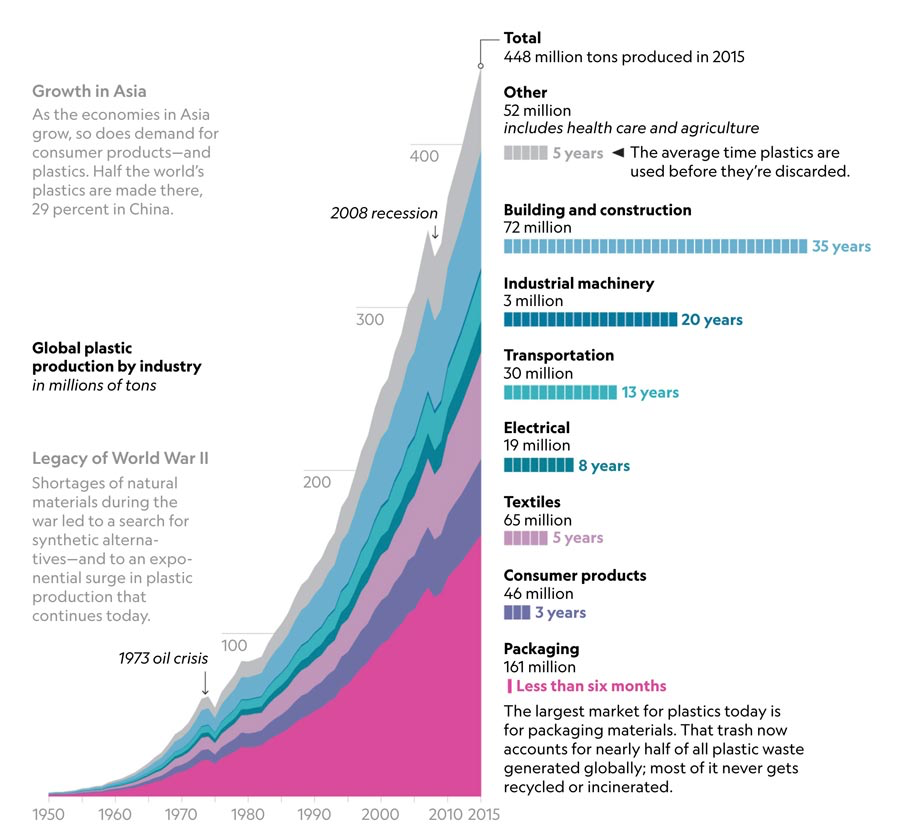 Total
448 million tons produced in 2015
Growth in Asia
As the economies in Asia
grow, so does demand for
consumer products—and
plastics. Half the world's
plastics are made there,
29 percent in China.
Other
52 million
includes health care and agriculture
5 years ◄ The average time plastics are
used before they're discarded.
400
2008 recession
Building and construction
72 million
35 years
Industrial machinery
3 million
20 years
300
Global plastic
production by industry
in millions of tons
Transportation
30 million
13 years
Electrical
19 million
8 years
Legacy of World War II
Shortages of natural
materials during the
war led to a search for
synthetic alterna-
tives—and to an expo-
nential surge in plastic
production that
continues today.
200
Textiles
65 million
5 years
Consumer products
46 million
3 years
100
1973 oil crisis
Packaging
161 million
Less than six months
The largest market for plastics today is
for packaging materials. That trash now
accounts for nearly half of all plastic waste
generated globally; most of it never gets
recycled or incinerated.
1950 1960 1970 1980 1990 2000 2010 2015